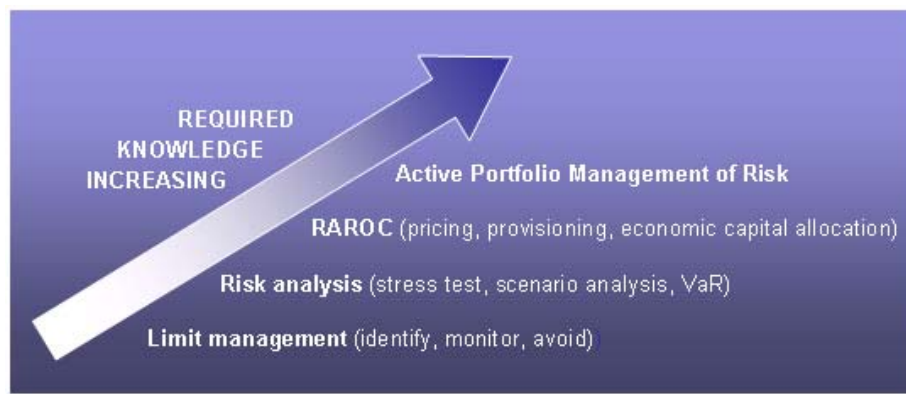 REQUIRED
KNOWLEDGE
INCREASING
Active Portfolio Management of Risk
RAROC (pricing, provisioning, economic capital allocation)
Risk analysis (stress test, scenario analysis, VaR)
Limit management (identify, monitor, avoid)